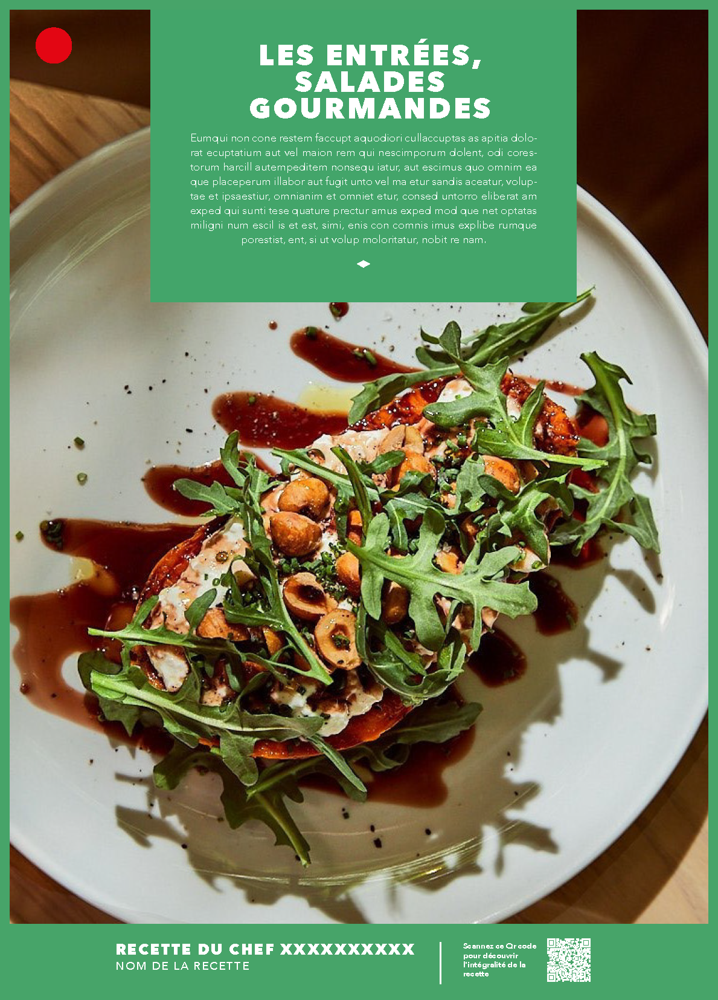 LES ENTRÉES,
SALADES
GOURMANDES
Eumqui non cone restem faccupt aquodiori cullaccuptas as apitia dolo-
rat ecuptatium aut vel maion rem qui nescimporum dolent, odi cores-
torum harcill autempeditem nonsequ iatur, aut escimus quo omnim ea
que placeperum illabor aut fugit unto vel ma etur sandis aceatur, volup-
tae et ipsaestiur, omnianim et omniet etur, consed untorro eliberat am
exped qui sunti tese quature prectur amus exped mod que net optatas
miligni num escil is et est, simi, enis con comnis imus explibe rumque
porestist, ent, si ut volup moloritatur, nobit re nam.
RECETTE DU CHEF XXXXXXXXXX
NOM DE LA RECETTE
Scannez ce Qr code
pour découvrir
l'intégralité de la
recette